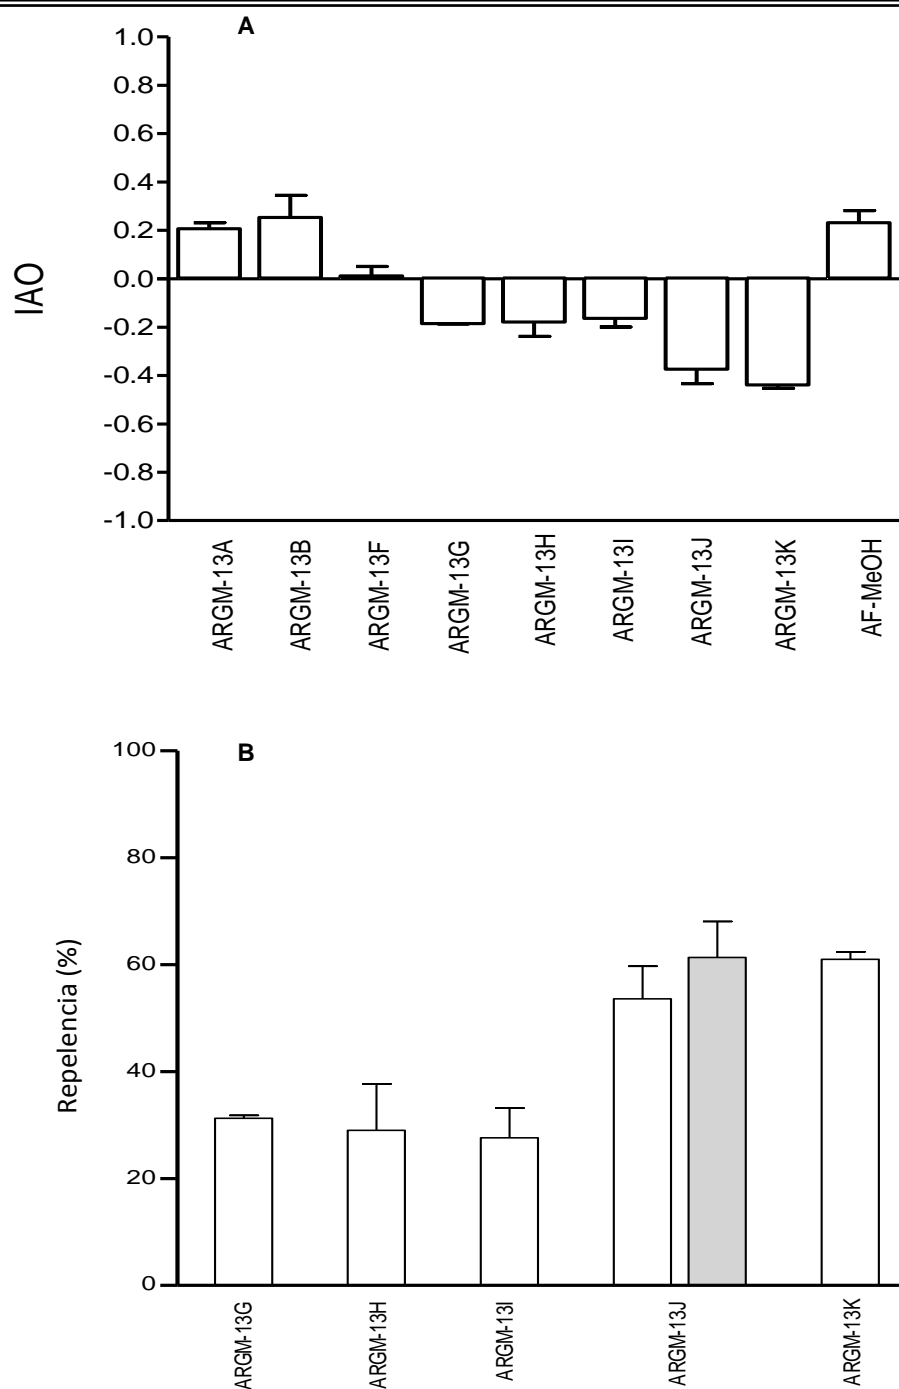 A
1.0
0.8
0.6
0.4
0.2
0.0
-0.2
-0.4
-0.6
-0.8
-1.0
IAO
ARGM-13A
ARGM-13B
ARGM-13F
ARGM-13G
ARGM-13H
ARGM-13I
ARGM-13J
ARGM-13K
AF-MeOH
B
100
80
60
40
20
0
Repelencia (%)
ARGM-13G
ARGM-13H
ARGM-13I
ARGM-13J
ARGM-13K